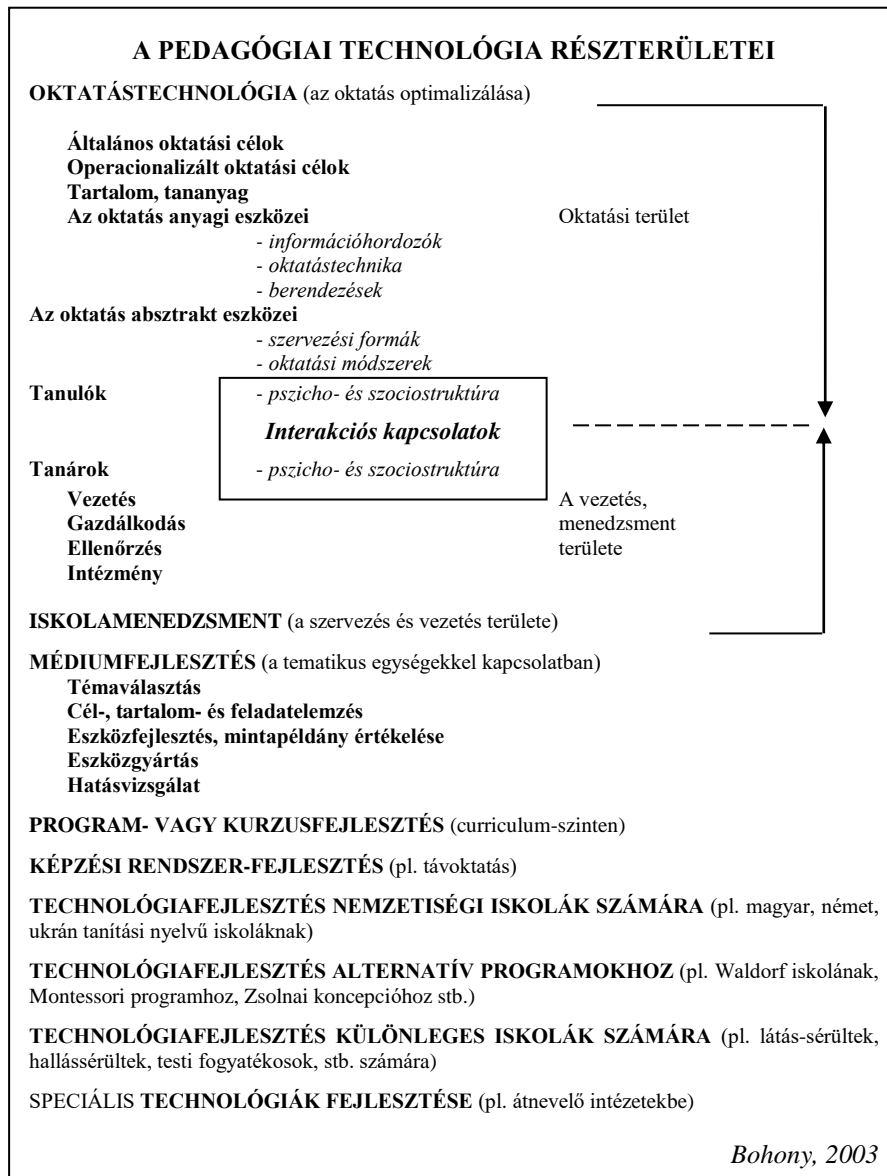 A PEDAGÓGIAI TECHNOLÓGIA RÉSZTERÜLETEI
OKTATÁSTECHNOLÓGIA (az oktatás optimalizálása)
Általános oktatási célok
Operacionalizált oktatási célok
Tartalom, tananyag
Az oktatás anyagi eszközei Oktatási terület
- információhordozók
- oktatástechnika
- berendezések
Az oktatás absztrakt eszközei
- szervezési formák
- oktatási módszerek
Tanulók - pszicho- és szociostruktúra
Interakciós kapcsolatok
Tanárok - pszicho- és szociostruktúra
Vezetés A vezetés,
Gazdálkodás menedzsment
Ellenőrzés területe
Intézmény
ISKOLAMENEDZSMENT (a szervezés és vezetés területe)
MÉDIUMFEJLESZTÉS (a tematikus egységekkel kapcsolatban)
Témaválasztás
Cél-, tartalom- és feladatelemzés
Eszközfejlesztés, mintapéldány értékelése
Eszközgyártás
Hatásvizsgálat
PROGRAM- VAGY KURZUSFEJLESZTÉS (curriculum-szinten)
KÉPZÉSI RENDSZER-FEJLESZTÉS (pl. távoktatás)
TECHNOLÓGIAFEJLESZTÉS NEMZETISÉGI ISKOLÁK SZÁMÁRA (pl. magyar, német,
ukrán tanítási nyelvű iskoláknak)
TECHNOLÓGIAFEJLESZTÉS ALTERNATÍV PROGRAMOKHOZ (pl. Waldorf iskolának,
Montessori programhoz, Zsolnai koncepcióhoz stb.)
TECHNOLÓGIAFEJLESZTÉS KÜLÖNLEGES ISKOLÁK SZÁMÁRA (pl. látás-sérültek,
hallássérültek, testi fogyatékosok, stb. számára)
SPECIÁLIS TECHNOLÓGIÁK FEJLESZTÉSE (pl. átnevelő intézetekbe)
Bohony, 2003